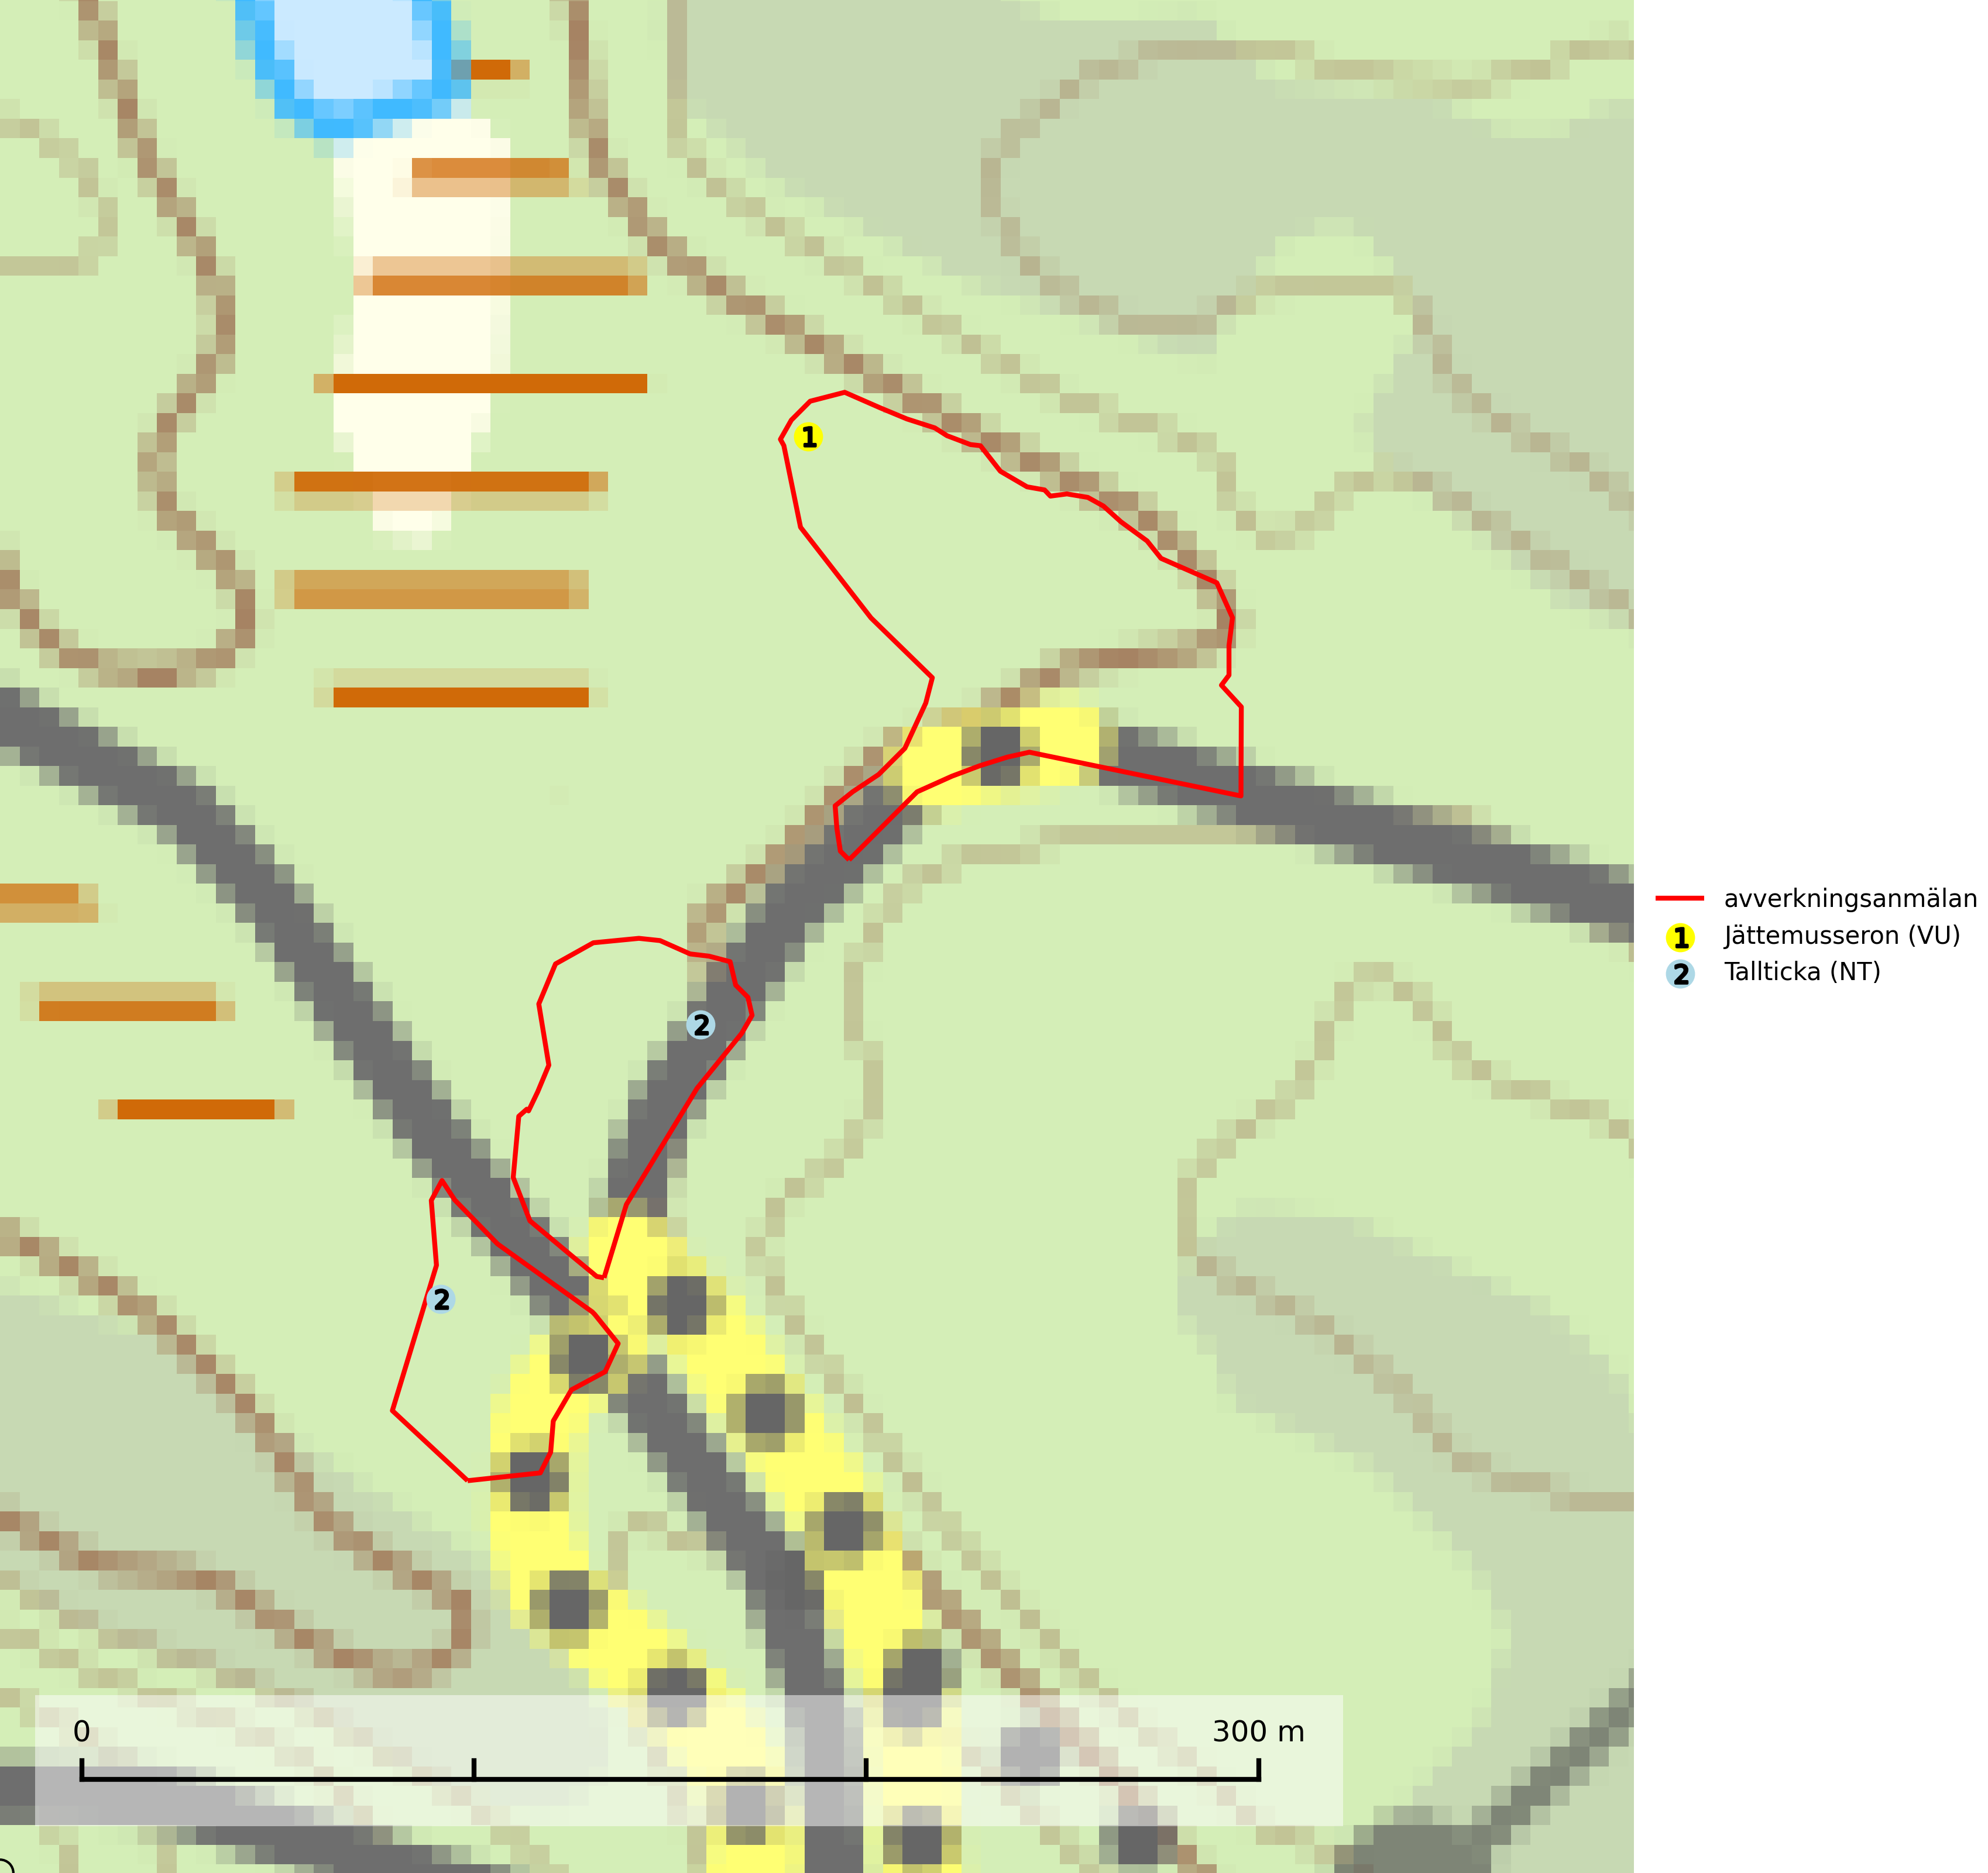 1
2
2
0 300 m
avverkningsanmälan
1 Jättemusseron (VU)
2 Tallticka (NT)